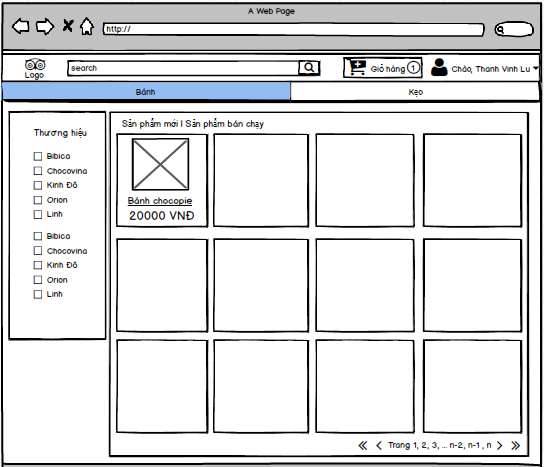 A Web Page
http://
Logo
search
Giỏ hàng 1
Chào, Thanh Vinh Lu
Bánh
Kẹo
Thương hiệu
Bibica
Chocovina
Kinh Đô
Orion
Linh
Bibica
Chocovina
Kinh Đô
Orion
Linh
Sản phẩm mới | Sản phẩm bán chạy
Bánh chocopie
20000 VNĐ
Trang 1, 2, 3, ... n-2, n-1 , n